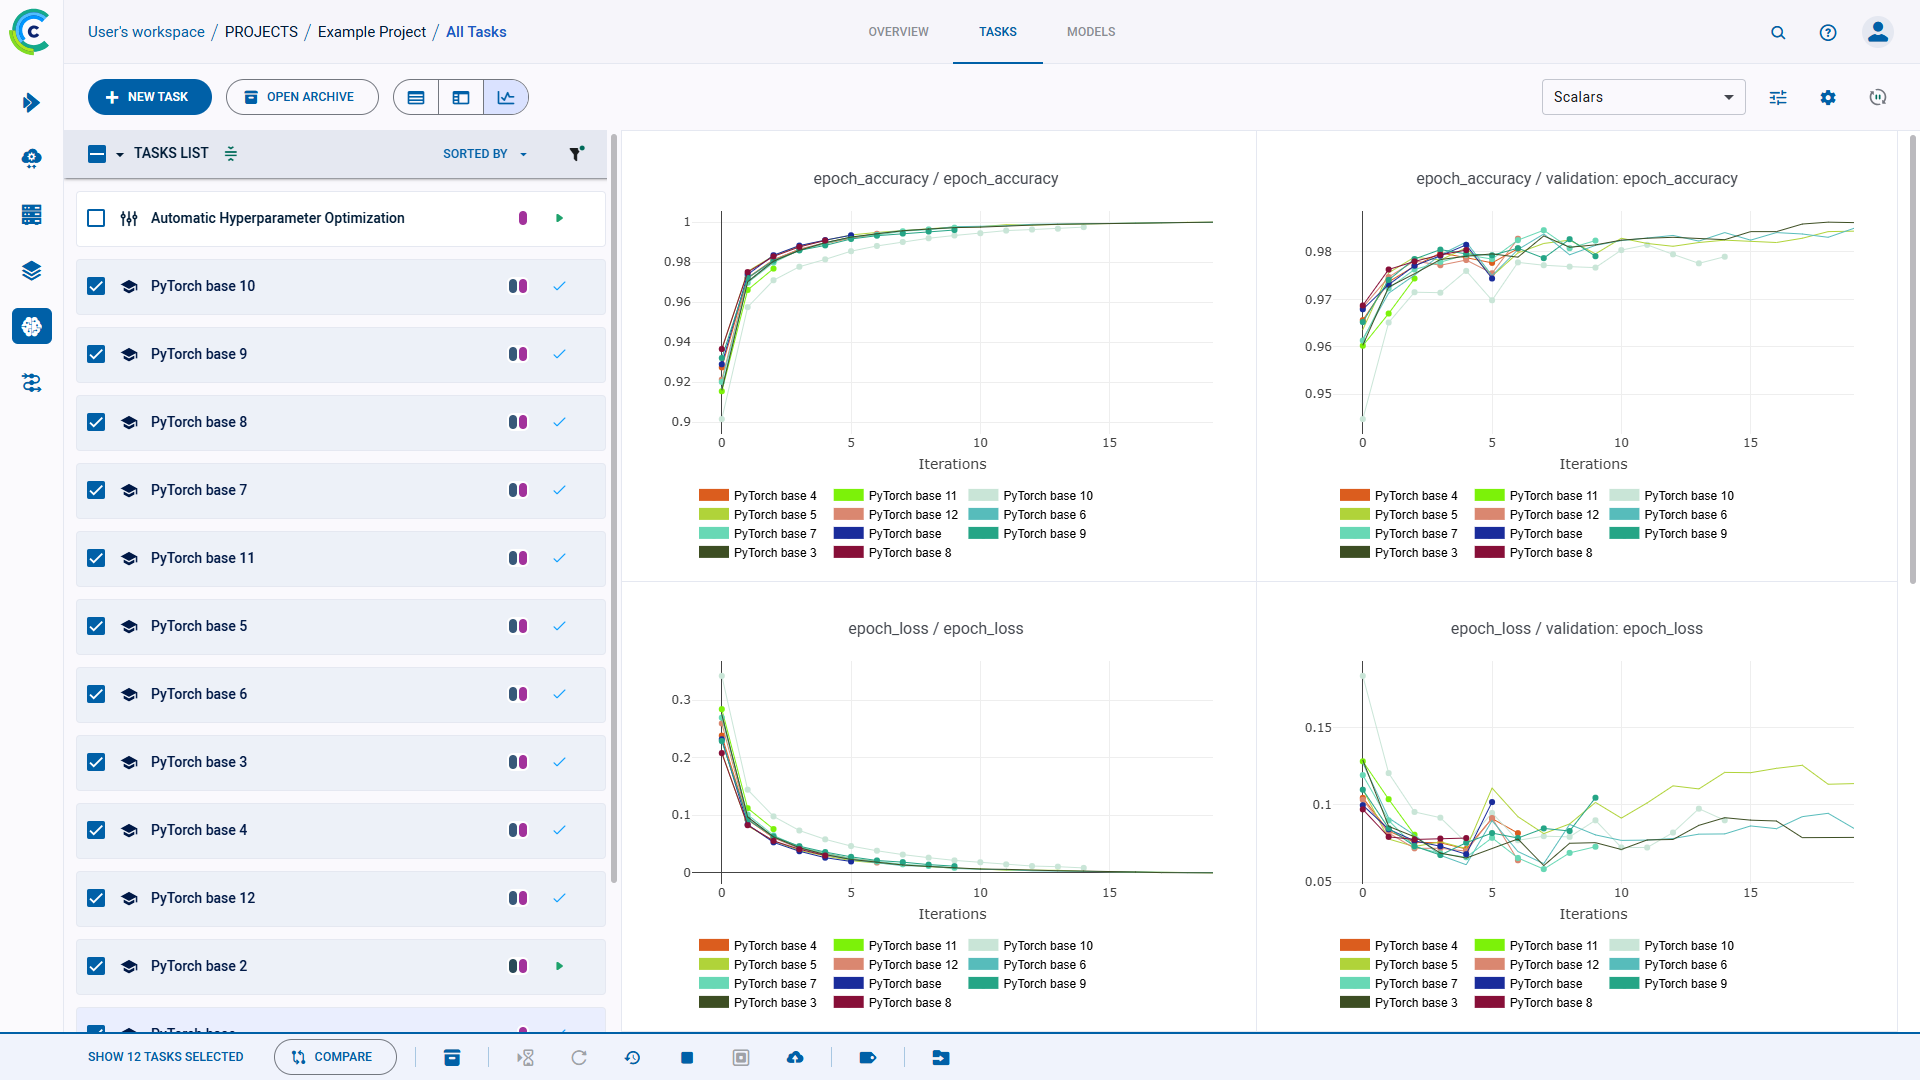 User's workspace / PROJECTS / Example Project / All Tasks
OVERVIEW
TASKS
MODELS
NEW TASK
OPEN ARCHIVE
Scalars
TASKS LIST
SORTED BY
Automatic Hyperparameter Optimization
PyTorch base 10
PyTorch base 9
PyTorch base 8
PyTorch base 7
PyTorch base 11
PyTorch base 5
PyTorch base 6
PyTorch base 3
PyTorch base 4
PyTorch base 12
PyTorch base 2
PyTorch base
epoch_accuracy / epoch_accuracy
1
0.98
0.96
0.94
0.92
0.9
0 5 10 15
Iterations
PyTorch base 4 PyTorch base 11 PyTorch base 10
PyTorch base 5 PyTorch base 12 PyTorch base 6
PyTorch base 7 PyTorch base PyTorch base 9
PyTorch base 3 PyTorch base 8
epoch_accuracy / validation: epoch_accuracy
0.98
0.97
0.96
0.95
0 5 10 15
Iterations
PyTorch base 4 PyTorch base 11 PyTorch base 10
PyTorch base 5 PyTorch base 12 PyTorch base 6
PyTorch base 7 PyTorch base PyTorch base 9
PyTorch base 3 PyTorch base 8
epoch_loss / epoch_loss
0.3
0.2
0.1
0
0 5 10 15
Iterations
PyTorch base 4 PyTorch base 11 PyTorch base 10
PyTorch base 5 PyTorch base 12 PyTorch base 6
PyTorch base 7 PyTorch base PyTorch base 9
PyTorch base 3 PyTorch base 8
epoch_loss / validation: epoch_loss
0.15
0.1
0.05
0 5 10 15
Iterations
PyTorch base 4 PyTorch base 11 PyTorch base 10
PyTorch base 5 PyTorch base 12 PyTorch base 6
PyTorch base 7 PyTorch base PyTorch base 9
PyTorch base 3 PyTorch base 8
SHOW 12 TASKS SELECTED
COMPARE